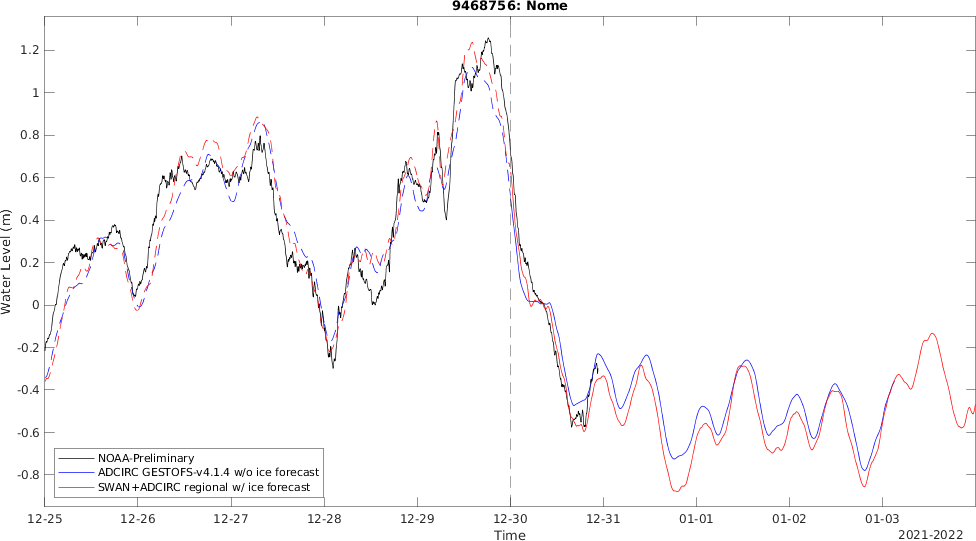 9468756: Nome
1.2
1
0.8
0.6
0.4
0.2
0
-0.2
-0.4
-0.6
-0.8
Water Level (m)
NOAA-Preliminary
ADCIRC GESTOFS-v4.1.4 w/o ice forecast
SWAN+ADCIRC regional w/ ice forecast
12-25 12-26 12-27 12-28 12-29 12-30 12-31 01-01 01-02 01-03
Time
2021-2022